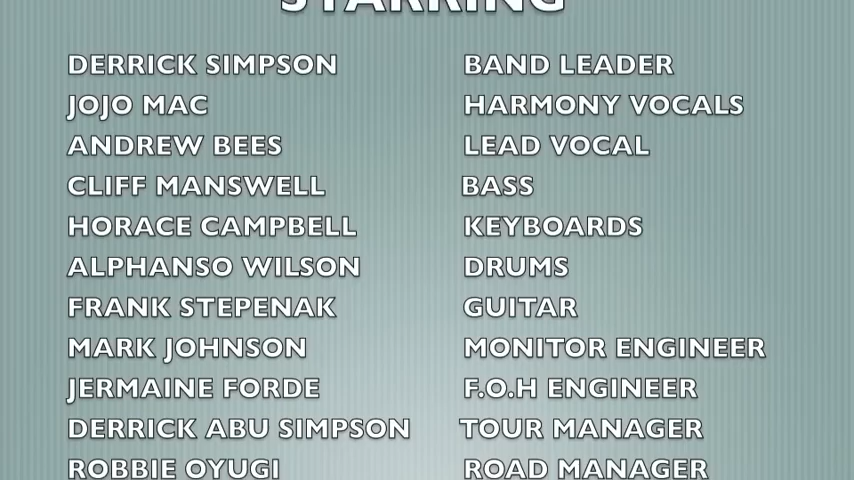 STARRING
DERRICK SIMPSON BAND LEADER
JOJO MAC HARMONY VOCALS
ANDREW BEES LEAD VOCAL
CLIFF MANSWELL BASS
HORACE CAMPBELL KEYBOARDS
ALPHANSO WILSON DRUMS
FRANK STEPENAK GUITAR
MARK JOHNSON MONITOR ENGINEER
JERMAINE FORDE F.O.H ENGINEER
DERRICK ABU SIMPSON TOUR MANAGER
ROBBIE OYUGI ROAD MANAGER